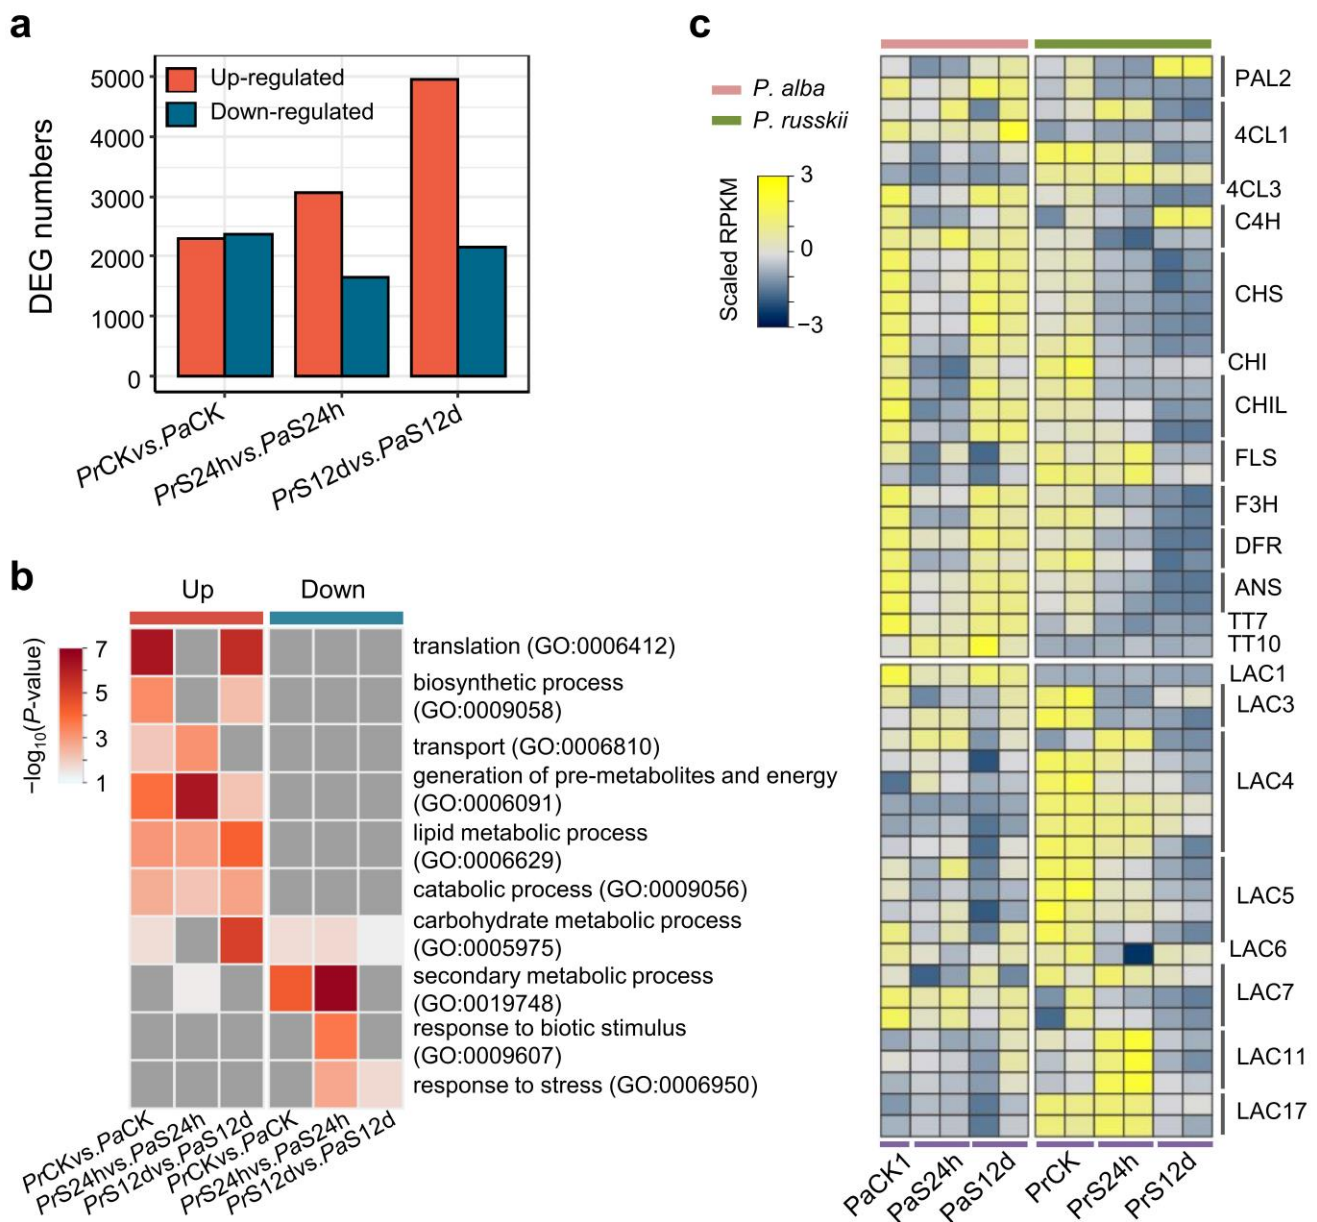 a
Up-regulated
Down-regulated
DEG numbers
5000
4000
3000
2000
1000
0
PrCKvs.PaCK
PrS24hvs.PaS24h
PrS12dvs.PaS12d
b
Up
Down
−log10(P-value)
7
5
3
1
translation (GO:0006412)
biosynthetic process
(GO:0009058)
transport (GO:0006810)
generation of pre-metabolites and energy
(GO:0006091)
lipid metabolic process
(GO:0006629)
catabolic process (GO:0009056)
carbohydrate metabolic process
(GO:0005975)
secondary metabolic process
(GO:0019748)
response to biotic stimulus
(GO:0009607)
response to stress (GO:0006950)
PrCKvs.PaCK
PrS24hvs.PaS24h
PrS12dvs.PaS12d
PrCKvs.PaCK
PrS24hvs.PaS24h
PrS12dvs.PaS12d
c
P. alba
P. russkii
Scaled RPKM
3
0
−3
PAL2
4CL1
4CL3
C4H
CHS
CHI
CHIL
FLS
F3H
DFR
ANS
TT7
TT10
LAC1
LAC3
LAC4
LAC5
LAC6
LAC7
LAC11
LAC17
PaCK1
PaS24h
PaS12d
PrCK
PrS24h
PrS12d